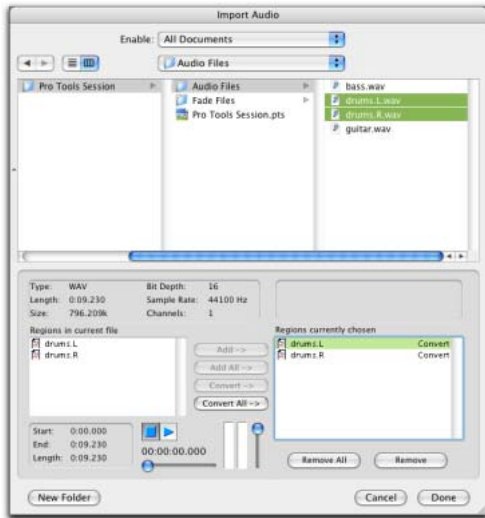 Import Audio
Enable: All Documents
Audio Files
Pro Tools Session
Audio Files
Fade Files
Pro Tools Session.pts
bass.wav
drums.L.wav
drums.R.wav
guitar.wav
Type: WAV Bit Depth: 16
Length: 0:09.230 Sample Rate: 44100 Hz
Size: 796.209k Channels: 1
Regions in current file
drums.L
drums.R
Add ->
Add All ->
Convert ->
Convert All ->
Regions currently chosen
drums.L Convert
drums.R Convert
Start: 0:00.000
End: 0:09.230
Length: 0:09.230
00:00:00.000
Remove All Remove
New Folder Cancel Done